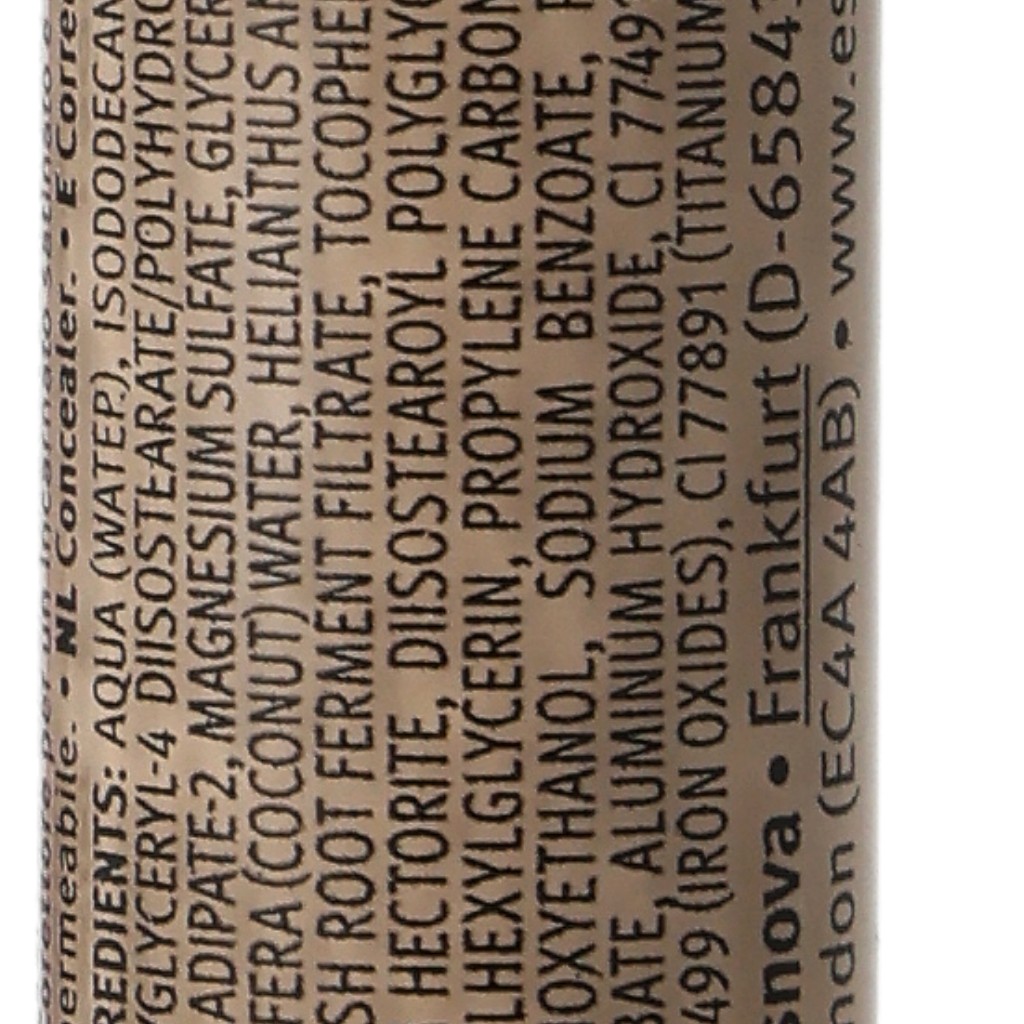 permeabile. • NL Concealer. • E Correc
REDIENTS: AQUA (WATER), ISODODECAN
YGLYCERYL-4 DIISOSTEARATE/POLYHYDRO
ADIPATE-2, MAGNESIUM SULFATE, GLYCER
FERA (COCONUT) WATER, HELIANTHUS AN
SH ROOT FERMENT FILTRATE, TOCOPHE
HECTORITE, DIISOSTEAROYL POLYGLYC
LHEXYLGLYCERIN, PROPYLENE CARBON
OXYETHANOL, SODIUM BENZOATE,
BATE, ALUMINUM HYDROXIDE, CI 7749
499 (IRON OXIDES), CI 77891 (TITANIUM
snova • Frankfurt (D-6584
ndon (EC4A 4AB) • www.es